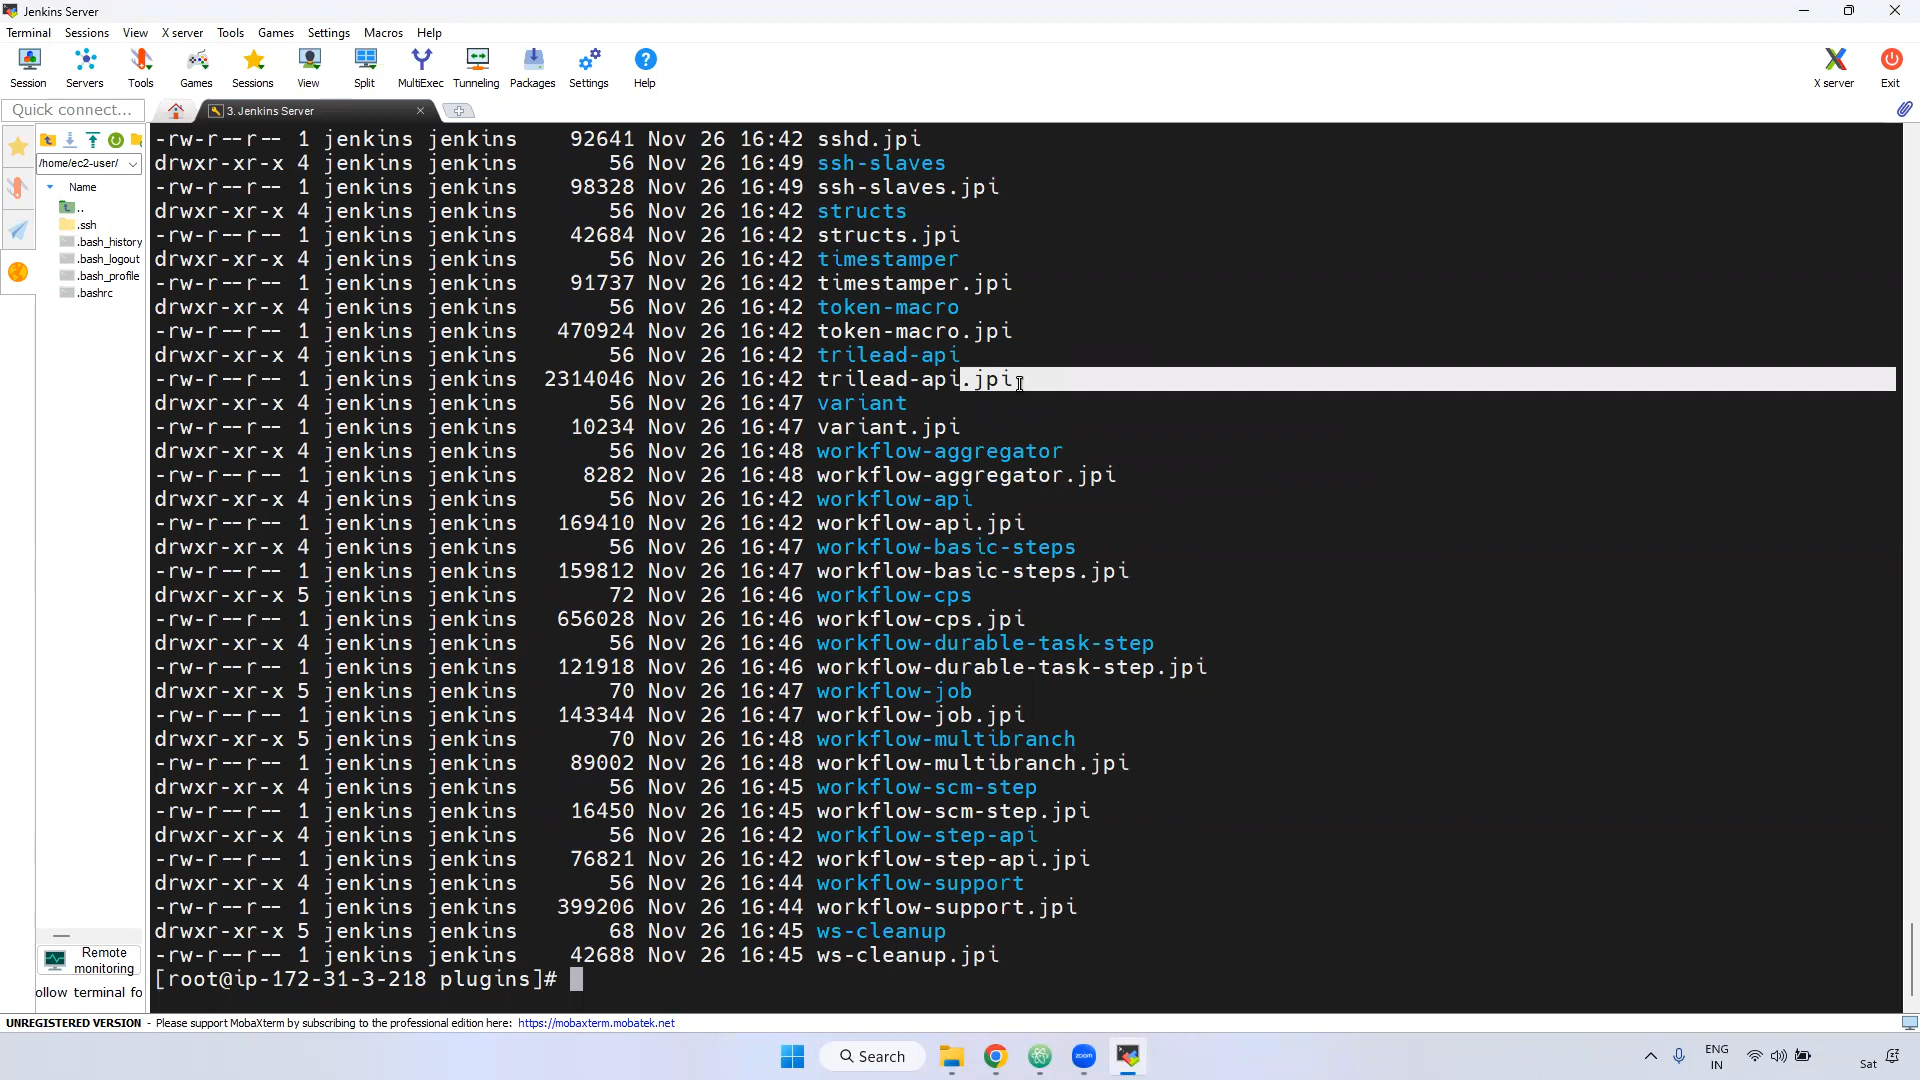 Jenkins Server
Terminal Sessions View X server Tools Games Settings Macros Help
Session Servers Tools Games Sessions View Split MultiExec Tunneling Packages Settings Help X server Exit
Quick connect... 3. Jenkins Server
/home/ec2-user/
Name
..
.ssh
.bash_history
.bash_logout
.bash_profile
.bashrc
-rw-r--r-- 1 jenkins jenkins 92641 Nov 26 16:42 sshd.jpi
drwxr-xr-x 4 jenkins jenkins 56 Nov 26 16:49 ssh-slaves
-rw-r--r-- 1 jenkins jenkins 98328 Nov 26 16:49 ssh-slaves.jpi
drwxr-xr-x 4 jenkins jenkins 56 Nov 26 16:42 structs
-rw-r--r-- 1 jenkins jenkins 42684 Nov 26 16:42 structs.jpi
drwxr-xr-x 4 jenkins jenkins 56 Nov 26 16:42 timestamper
-rw-r--r-- 1 jenkins jenkins 91737 Nov 26 16:42 timestamper.jpi
drwxr-xr-x 4 jenkins jenkins 56 Nov 26 16:42 token-macro
-rw-r--r-- 1 jenkins jenkins 470924 Nov 26 16:42 token-macro.jpi
drwxr-xr-x 4 jenkins jenkins 56 Nov 26 16:42 trilead-api
-rw-r--r-- 1 jenkins jenkins 2314046 Nov 26 16:42 trilead-api.jpi
drwxr-xr-x 4 jenkins jenkins 56 Nov 26 16:47 variant
-rw-r--r-- 1 jenkins jenkins 10234 Nov 26 16:47 variant.jpi
drwxr-xr-x 4 jenkins jenkins 56 Nov 26 16:48 workflow-aggregator
-rw-r--r-- 1 jenkins jenkins 8282 Nov 26 16:48 workflow-aggregator.jpi
drwxr-xr-x 4 jenkins jenkins 56 Nov 26 16:42 workflow-api
-rw-r--r-- 1 jenkins jenkins 169410 Nov 26 16:42 workflow-api.jpi
drwxr-xr-x 4 jenkins jenkins 56 Nov 26 16:47 workflow-basic-steps
-rw-r--r-- 1 jenkins jenkins 159812 Nov 26 16:47 workflow-basic-steps.jpi
drwxr-xr-x 5 jenkins jenkins 72 Nov 26 16:46 workflow-cps
-rw-r--r-- 1 jenkins jenkins 656028 Nov 26 16:46 workflow-cps.jpi
drwxr-xr-x 4 jenkins jenkins 56 Nov 26 16:46 workflow-durable-task-step
-rw-r--r-- 1 jenkins jenkins 121918 Nov 26 16:46 workflow-durable-task-step.jpi
drwxr-xr-x 5 jenkins jenkins 70 Nov 26 16:47 workflow-job
-rw-r--r-- 1 jenkins jenkins 143344 Nov 26 16:47 workflow-job.jpi
drwxr-xr-x 5 jenkins jenkins 70 Nov 26 16:48 workflow-multibranch
-rw-r--r-- 1 jenkins jenkins 89002 Nov 26 16:48 workflow-multibranch.jpi
drwxr-xr-x 4 jenkins jenkins 56 Nov 26 16:45 workflow-scm-step
-rw-r--r-- 1 jenkins jenkins 16450 Nov 26 16:45 workflow-scm-step.jpi
drwxr-xr-x 4 jenkins jenkins 56 Nov 26 16:42 workflow-step-api
-rw-r--r-- 1 jenkins jenkins 76821 Nov 26 16:42 workflow-step-api.jpi
drwxr-xr-x 4 jenkins jenkins 56 Nov 26 16:44 workflow-support
-rw-r--r-- 1 jenkins jenkins 399206 Nov 26 16:44 workflow-support.jpi
drwxr-xr-x 5 jenkins jenkins 68 Nov 26 16:45 ws-cleanup
-rw-r--r-- 1 jenkins jenkins 42688 Nov 26 16:45 ws-cleanup.jpi
[root@ip-172-31-3-218 plugins]#
Remote
monitoring
ollow terminal fo
UNREGISTERED VERSION - Please support MobaXterm by subscribing to the professional edition here: https://mobaxterm.mobatek.net
Search
zoom
ENG
IN
Sat